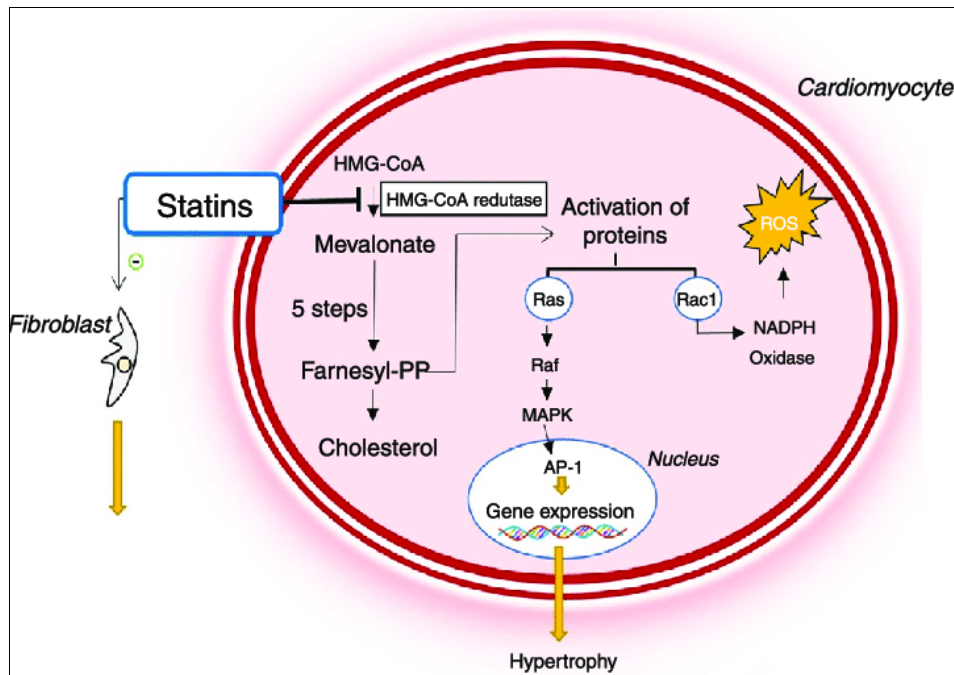 Cardiomyocyte
HMG-CoA
Statins
HMG-CoA redutase
Activation of
proteins
ROS
Mevalonate
-
Ras
Rac1
5 steps
Fibroblast
NADPH
Oxidase
Farnesyl-PP
Raf
MAPK
Cholesterol
Nucleus
AP-1
Gene expression
Hypertrophy